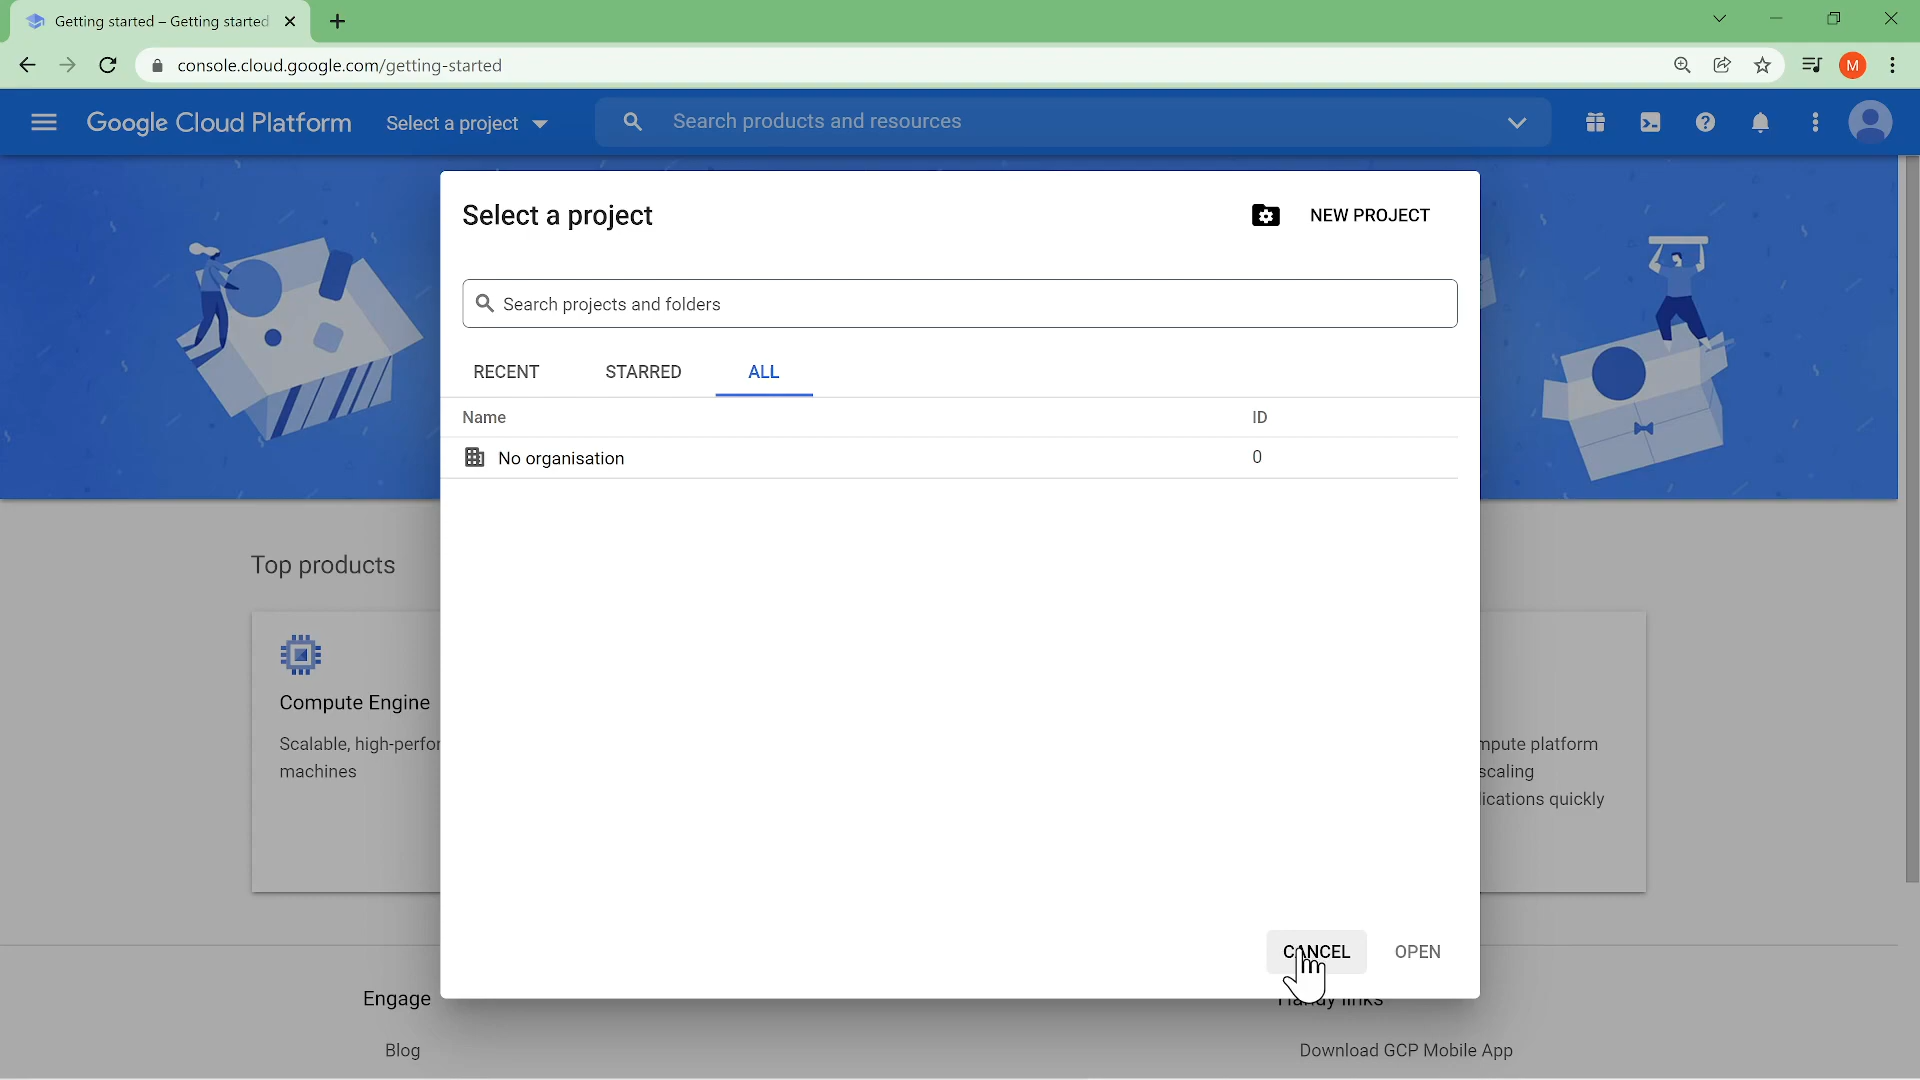 Getting started – Getting started
console.cloud.google.com/getting-started
M
Google Cloud Platform
Select a project
Search products and resources
Select a project
NEW PROJECT
Search projects and folders
RECENT
STARRED
ALL
Name
ID
No organisation
0
Top products
Compute Engine
Scalable, high-perfor
machines
mpute platform
scaling
ications quickly
CANCEL
OPEN
Engage
Handy links
Blog
Download GCP Mobile App